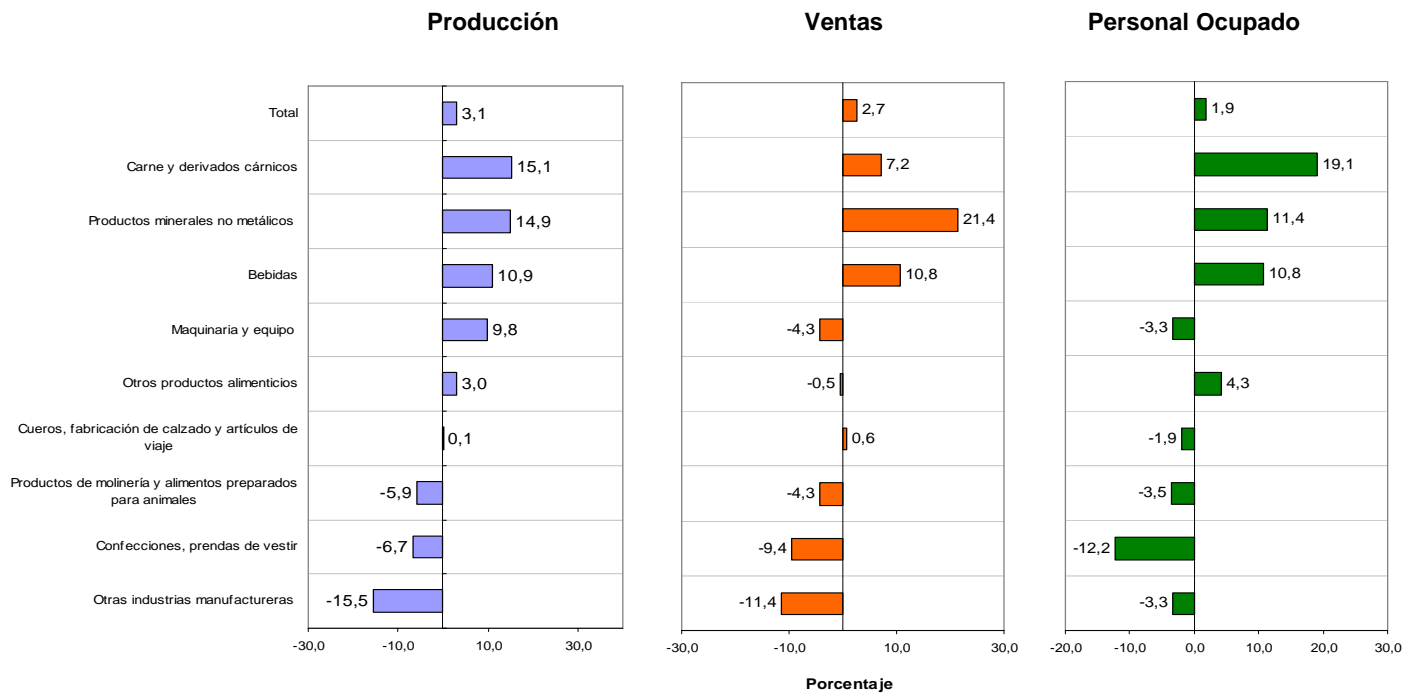 Producción
Ventas
Personal Ocupado
Total
3,1
2,7
1,9
Carne y derivados cárnicos
15,1
7,2
19,1
Productos minerales no metálicos
14,9
21,4
11,4
Bebidas
10,9
10,8
10,8
Maquinaria y equipo
9,8
-4,3
-3,3
Otros productos alimenticios
3,0
-0,5
4,3
Cueros, fabricación de calzado y artículos de
viaje
0,1
0,6
-1,9
Productos de molinería y alimentos preparados
para animales
-5,9
-4,3
-3,5
Confecciones, prendas de vestir
-6,7
-9,4
-12,2
Otras industrias manufactureras
-15,5
-11,4
-3,3
-30,0 -10,0 10,0 30,0
-30,0 -10,0 10,0 30,0
-20,0 -10,0 0,0 10,0 20,0 30,0
Porcentaje